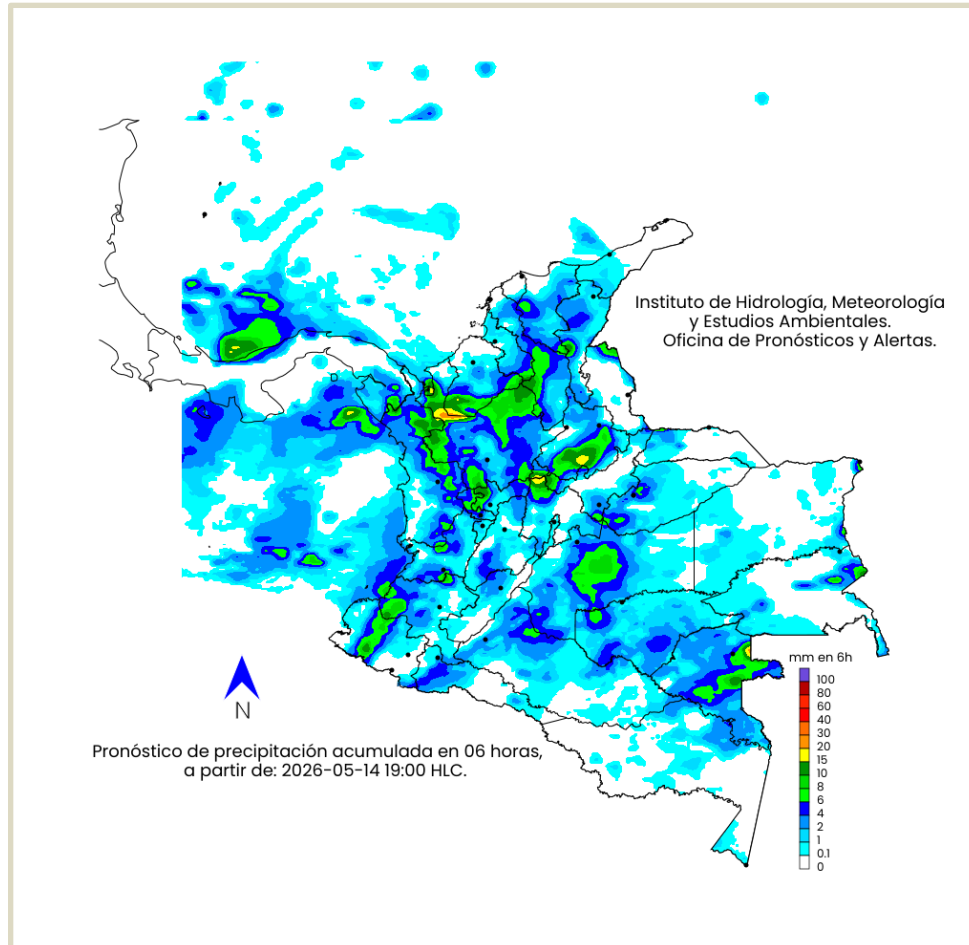 Instituto de Hidrología, Meteorología
y Estudios Ambientales.
Oficina de Pronósticos y Alertas.
mm en 6h
100
80
60
40
30
20
15
10
8
6
4
2
1
0.1
0
N
Pronóstico de precipitación acumulada en 06 horas,
a partir de: 2026-05-14 19:00 HLC.